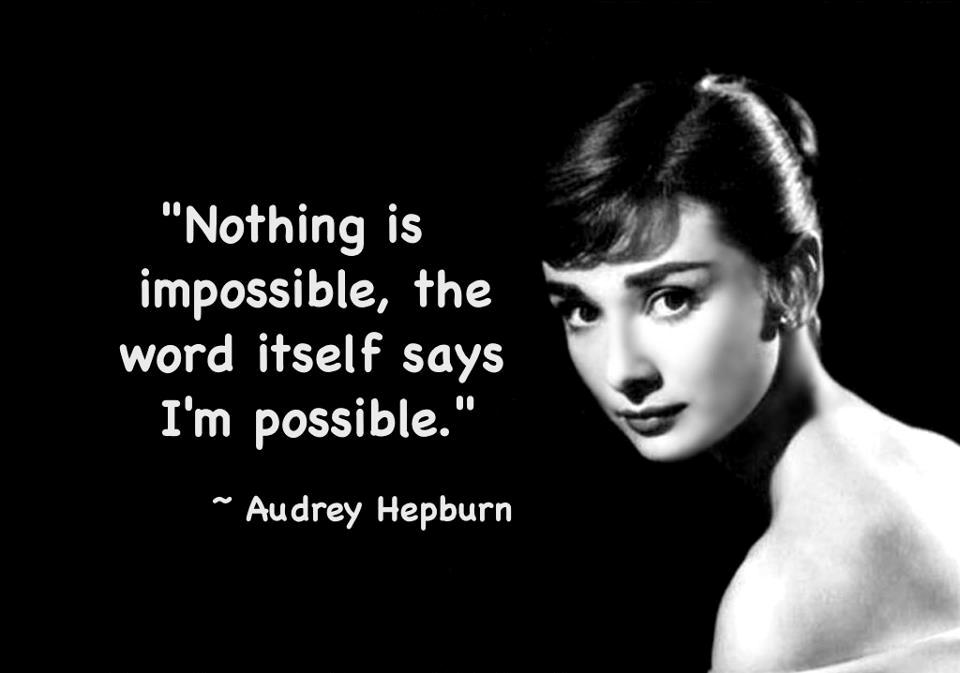 "Nothing is
impossible, the
word itself says
I'm possible."
~ Audrey Hepburn